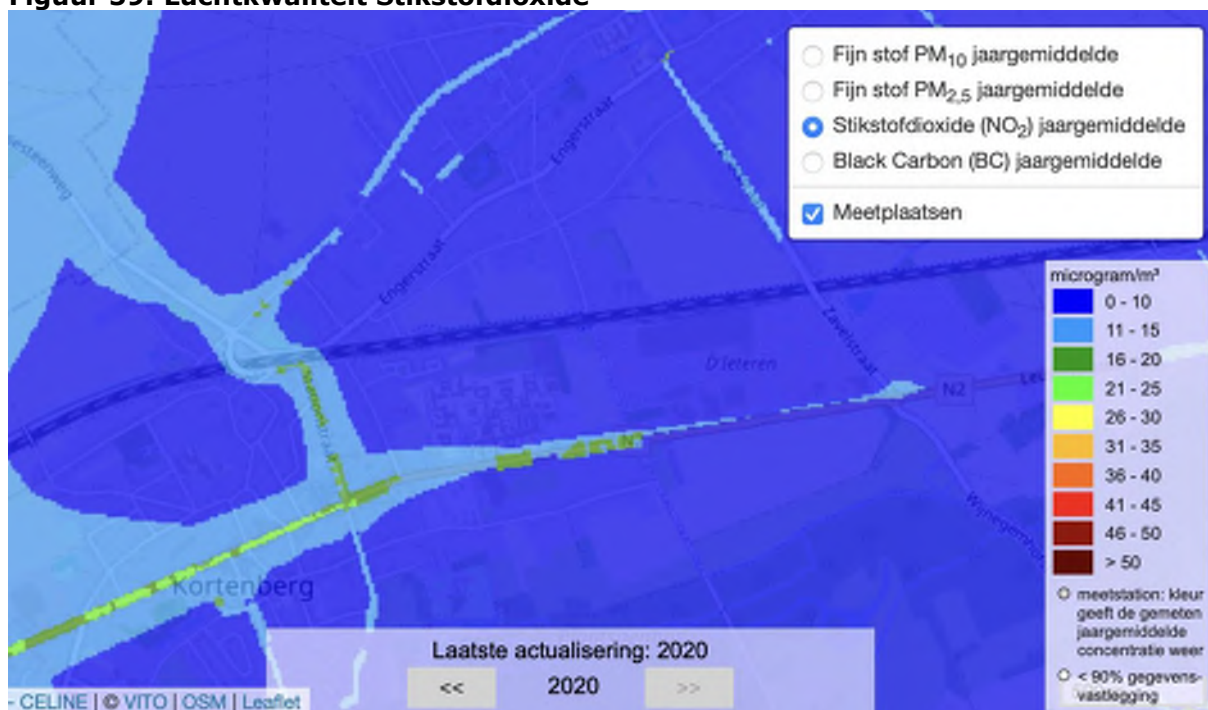 Figuur 39: Luchtkwaliteit Stikstofdioxide
Fijn stof PM10 jaargemiddelde
Fijn stof PM2,5 jaargemiddelde
Stikstofdioxide (NO2) jaargemiddelde
Black Carbon (BC) jaargemiddelde
Meetplaatsen
Engerstraat
Engerstraat
Zavelstraat
D'Ieteren
N2
Kortenberg
microgram/m³
0 - 10
11 - 15
16 - 20
21 - 25
26 - 30
31 - 35
36 - 40
41 - 45
46 - 50
> 50
meetstation: kleur
geeft de gemeten
jaargemiddelde
concentratie weer
< 90% gegevens-
vastlegging
Laatste actualisering: 2020
<< 2020 >>
- CELINE | © VITO | OSM | Leaflet